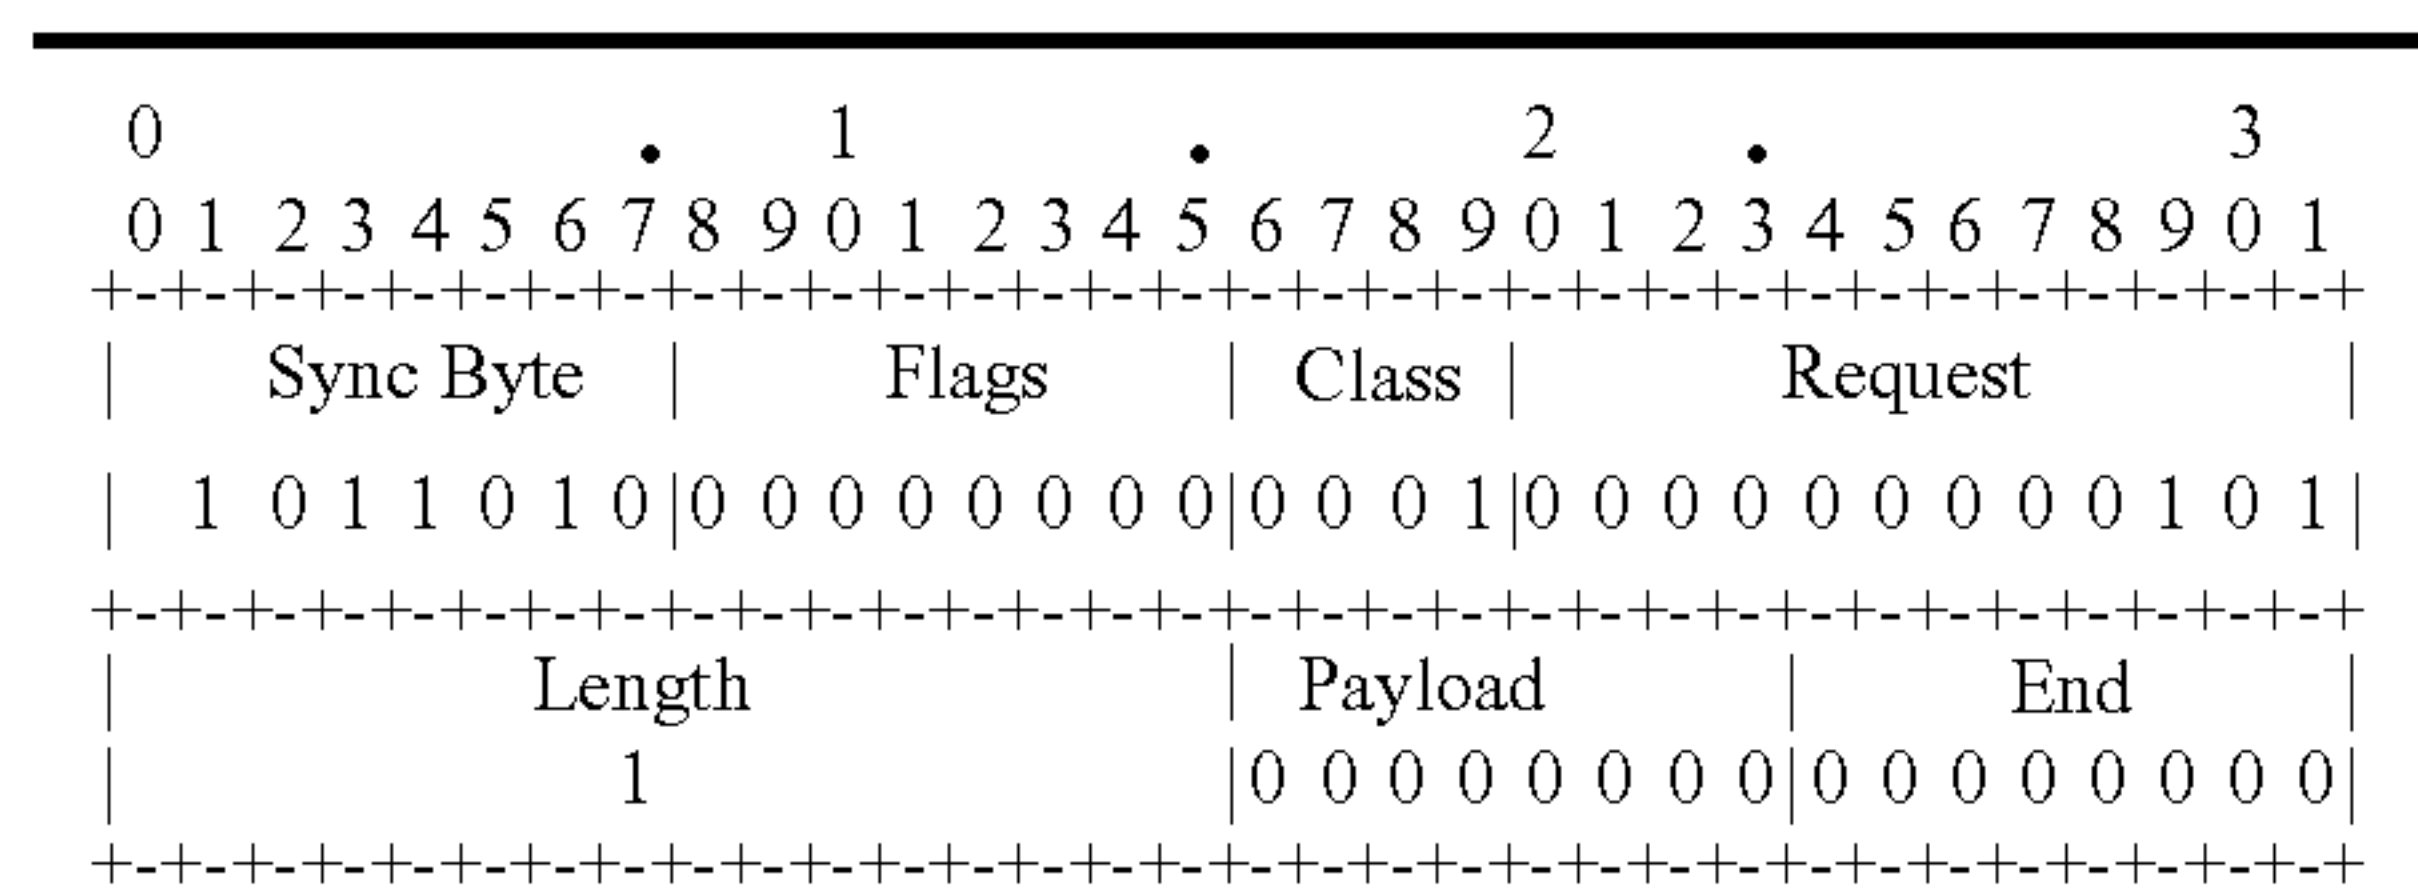 0 . 1 . 2 . 3
0 1 2 3 4 5 6 7 8 9 0 1 2 3 4 5 6 7 8 9 0 1 2 3 4 5 6 7 8 9 0 1
+-+-+-+-+-+-+-+-+-+-+-+-+-+-+-+-+-+-+-+-+-+-+-+-+-+-+-+-+-+-+-+-+
| Sync Byte | Flags | Class | Request |
| 1 0 1 1 0 1 0 |0 0 0 0 0 0 0 0|0 0 0 1|0 0 0 0 0 0 0 0 0 1 0 1|
+-+-+-+-+-+-+-+-+-+-+-+-+-+-+-+-+-+-+-+-+-+-+-+-+-+-+-+-+-+-+-+-+
| Length | Payload | End |
| 1 |0 0 0 0 0 0 0 0|0 0 0 0 0 0 0 0|
+-+-+-+-+-+-+-+-+-+-+-+-+-+-+-+-+-+-+-+-+-+-+-+-+-+-+-+-+-+-+-+-+